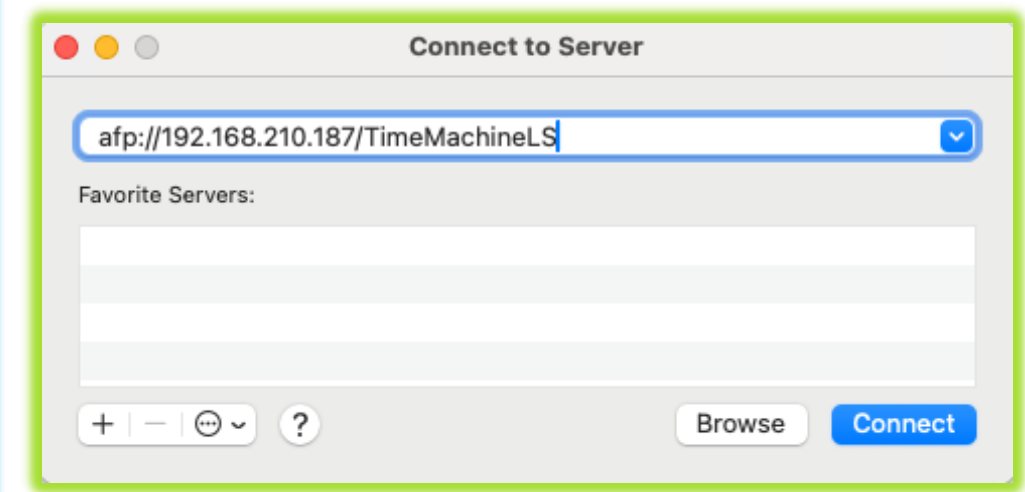 Connect to Server
afp://192.168.210.187/TimeMachineLS
Favorite Servers:
+ − ?
Browse Connect